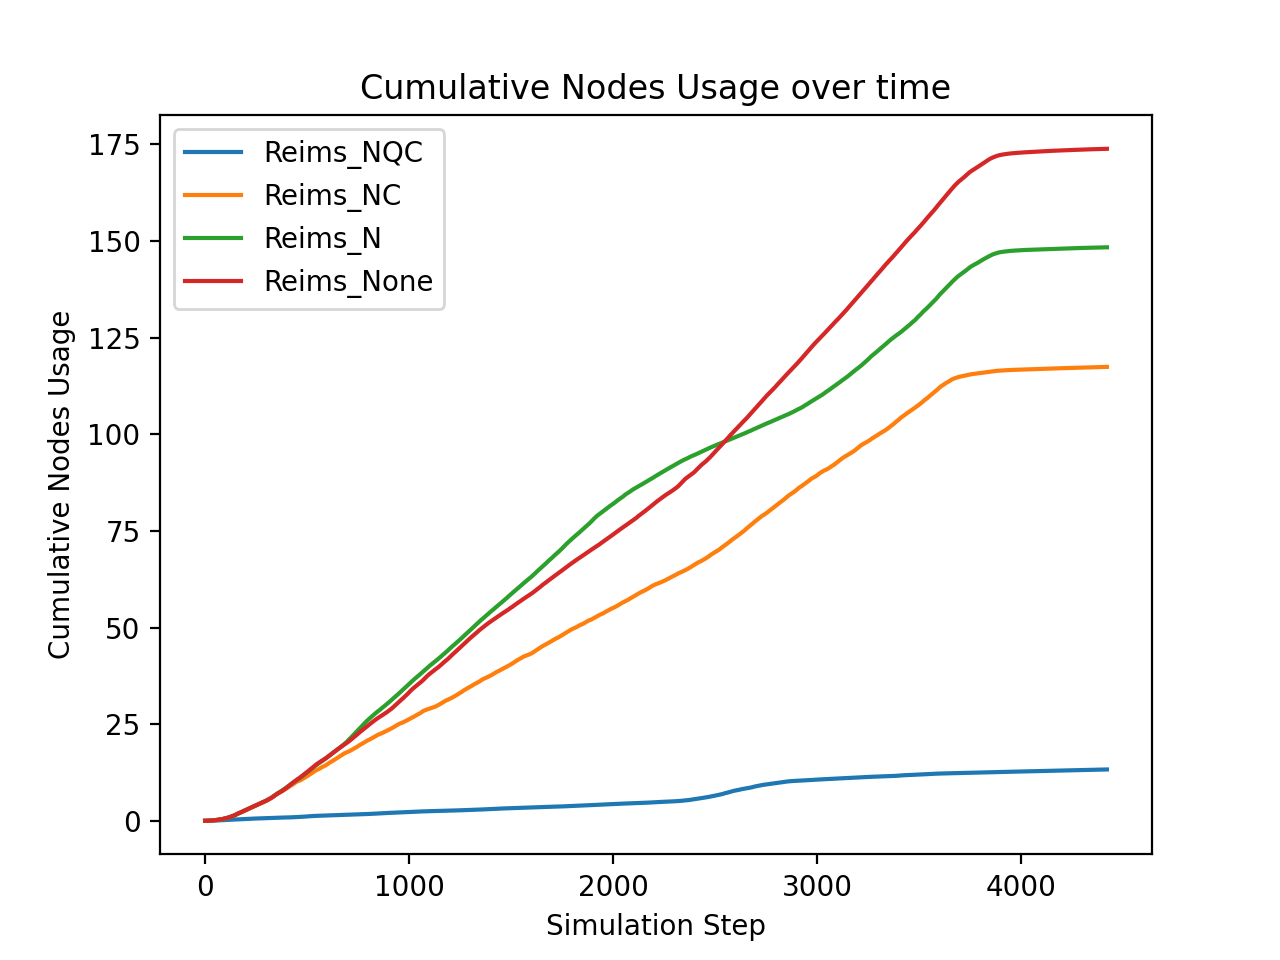 Cumulative Nodes Usage over time
Reims_NQC
Reims_NC
Reims_N
Reims_None
175
150
125
100
75
50
25
0
Cumulative Nodes Usage
0 1000 2000 3000 4000
Simulation Step